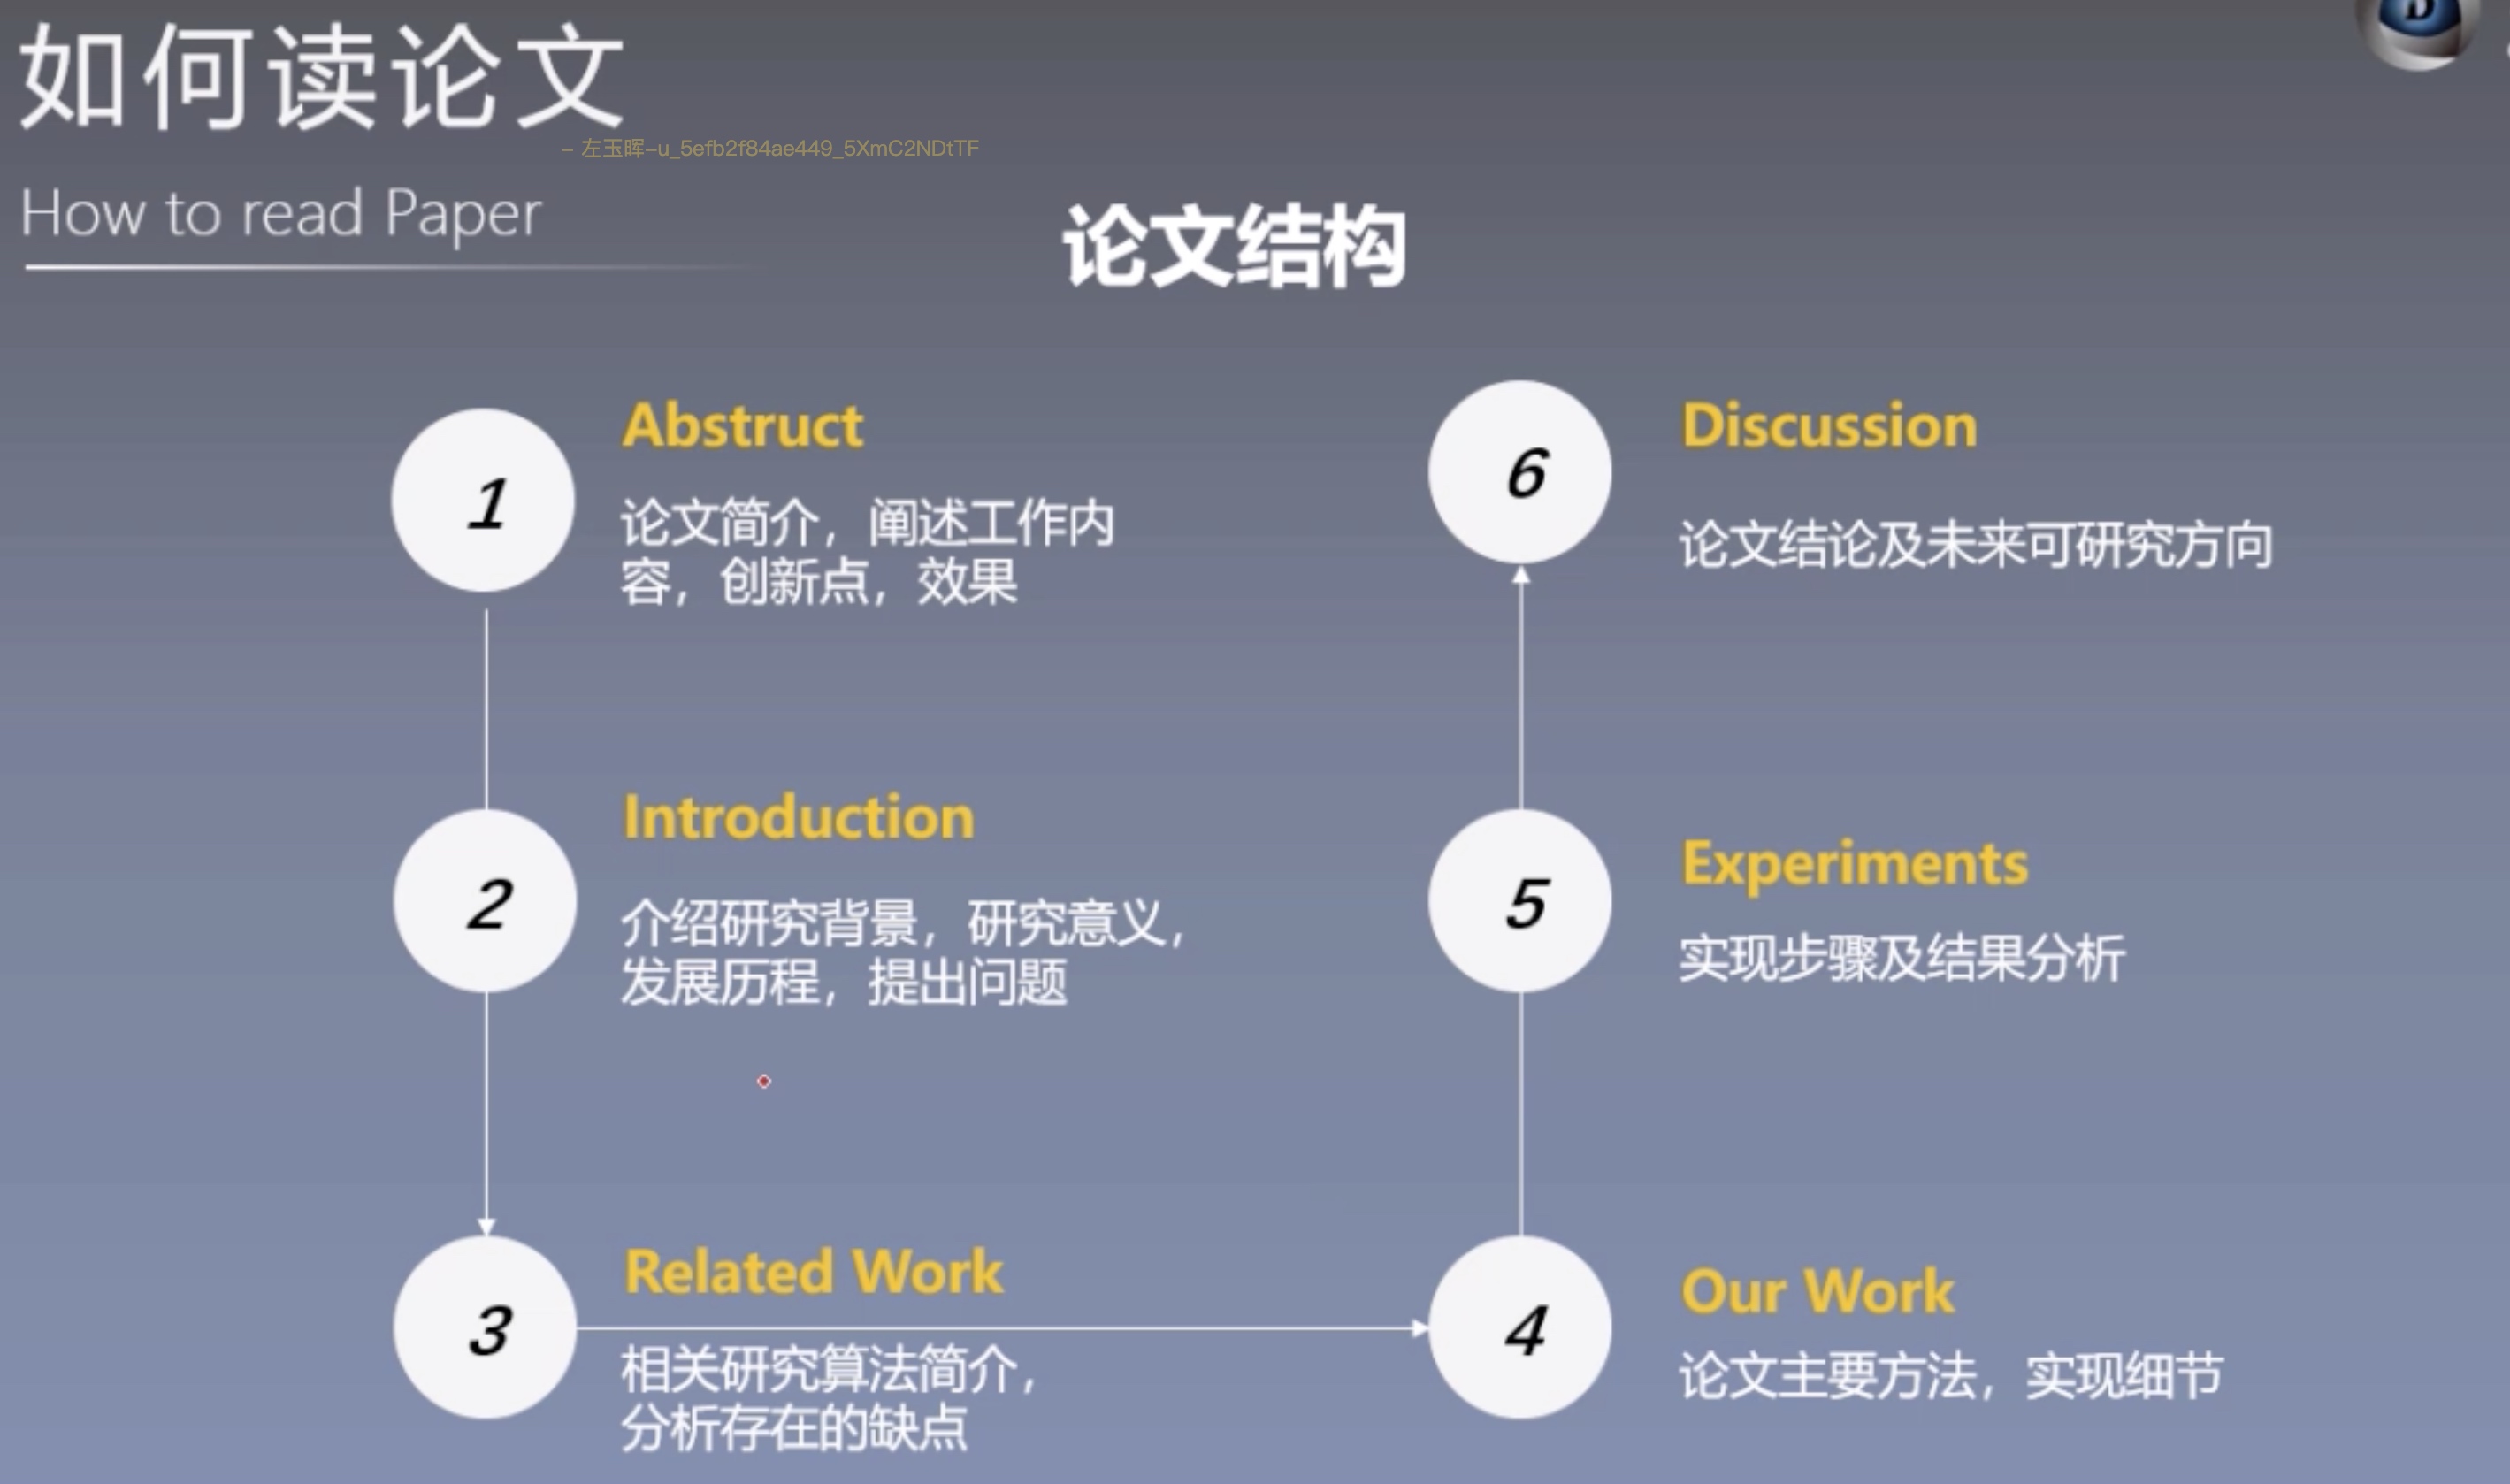 如何读论文
– 左玉晖–u_5efb2f84ae449_5XmC2NDtTF
How to read Paper
论文结构
1
Abstruct
论文简介，阐述工作内
容，创新点，效果
2
Introduction
介绍研究背景，研究意义，
发展历程，提出问题
3
Related Work
相关研究算法简介，
分析存在的缺点
4
Our Work
论文主要方法，实现细节
5
Experiments
实现步骤及结果分析
6
Discussion
论文结论及未来可研究方向